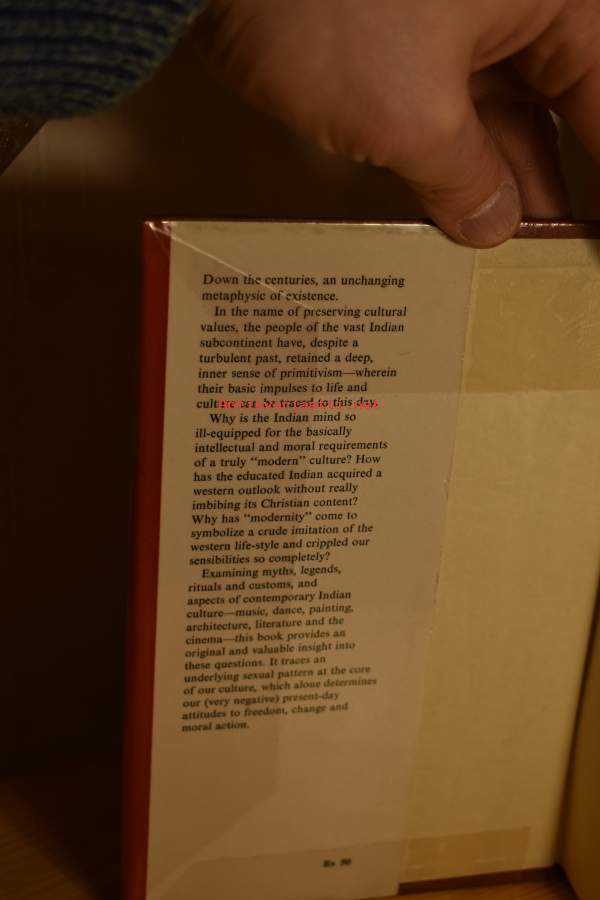 Down the centuries, an unchanging
metaphysic of existence.
In the name of preserving cultural
values, the people of the vast Indian
subcontinent have, despite a
turbulent past, retained a deep,
inner sense of primitivism—wherein
their basic impulses to life and
culture can be traced to this day.
Why is the Indian mind so
ill-equipped for the basically
intellectual and moral requirements
of a truly "modern" culture? How
has the educated Indian acquired a
western outlook without really
imbibing its Christian content?
Why has "modernity" come to
symbolize a crude imitation of the
western life-style and crippled our
sensibilities so completely?
Examining myths, legends,
rituals and customs, and
aspects of contemporary Indian
culture—music, dance, painting,
architecture, literature and the
cinema—this book provides an
original and valuable insight into
these questions. It traces an
underlying sexual pattern at the core
of our culture, which alone determines
our (very negative) present-day
attitudes to freedom, change and
moral action.
Rs 50